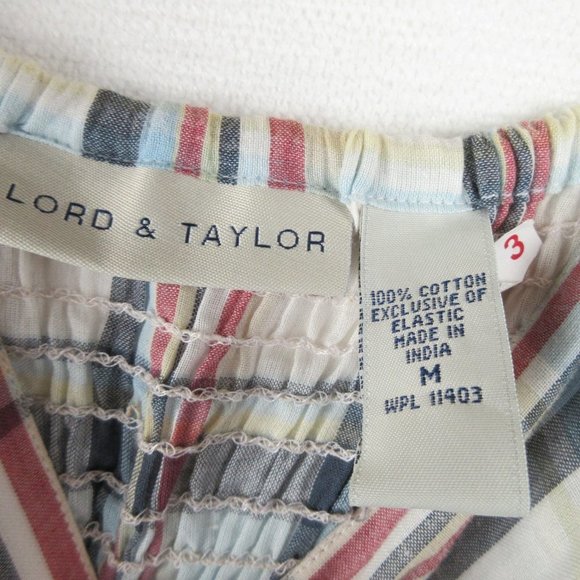 LORD & TAYLOR
3
100% COTTON
EXCLUSIVE OF
ELASTIC
MADE IN
INDIA
M
WPL 11403